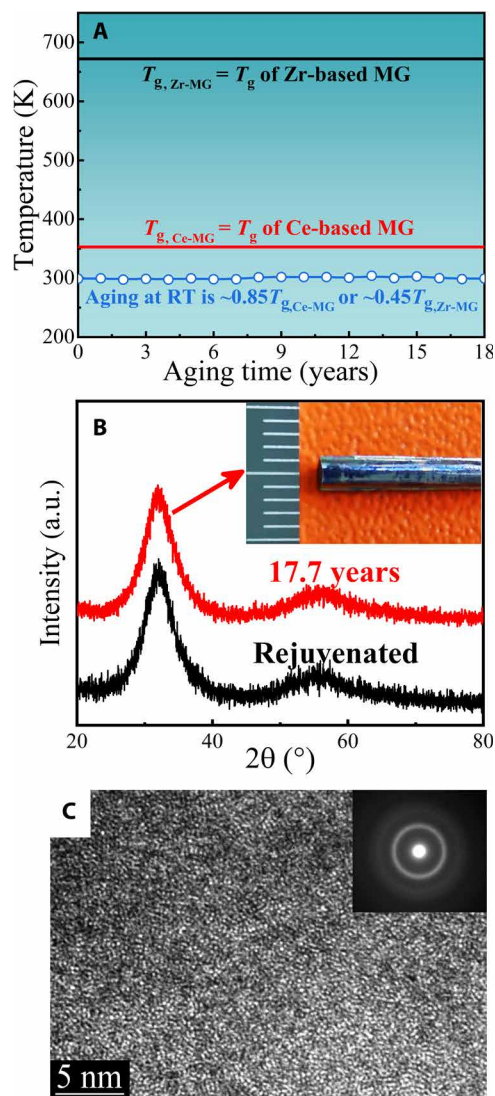 A
Temperature (K)
700
600
500
400
300
200
T_g, Zr-MG = T_g of Zr-based MG
T_g, Ce-MG = T_g of Ce-based MG
Aging at RT is ~0.85T_g,Ce-MG or ~0.45T_g,Zr-MG
0 3 6 9 12 15 18
Aging time (years)
B
Intensity (a.u.)
17.7 years
Rejuvenated
20 40 60 80
2θ (°)
C
5 nm